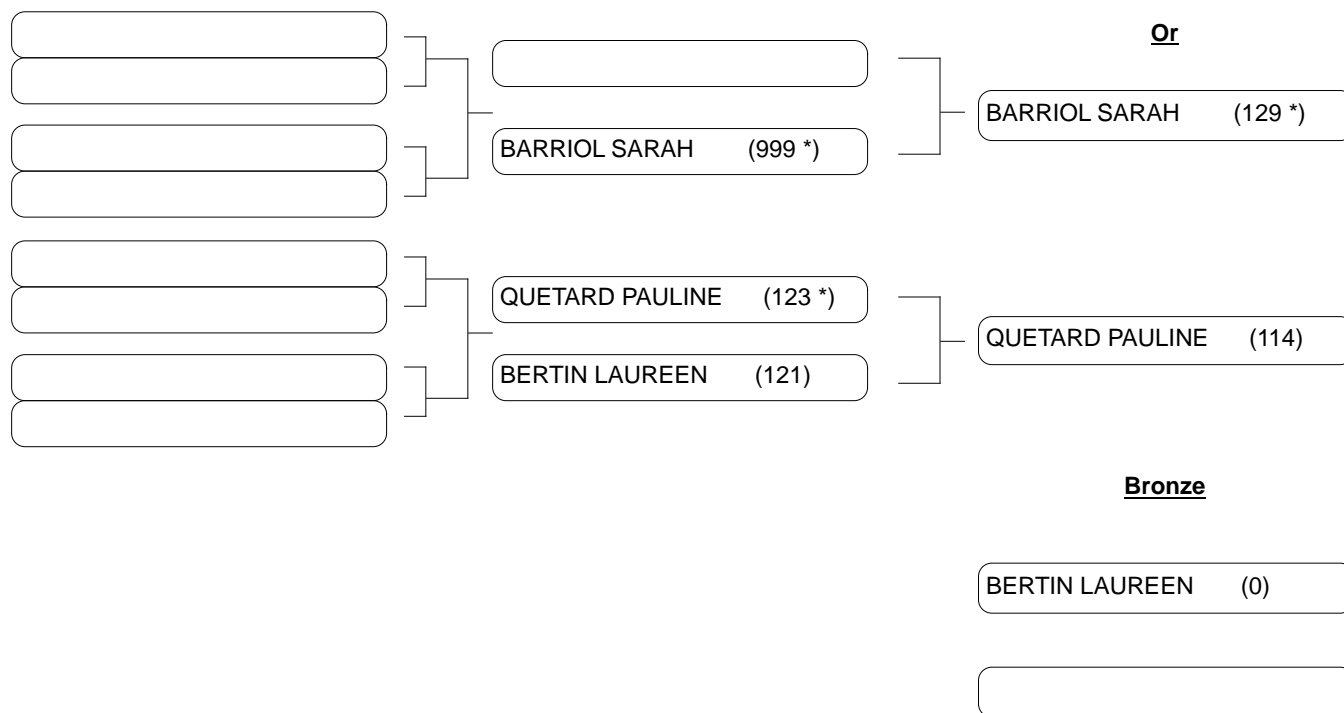 Or
BARRIOL SARAH (129 *)
BARRIOL SARAH (999 *)
QUETARD PAULINE (123 *)
QUETARD PAULINE (114)
BERTIN LAUREEN (121)
Bronze
BERTIN LAUREEN (0)